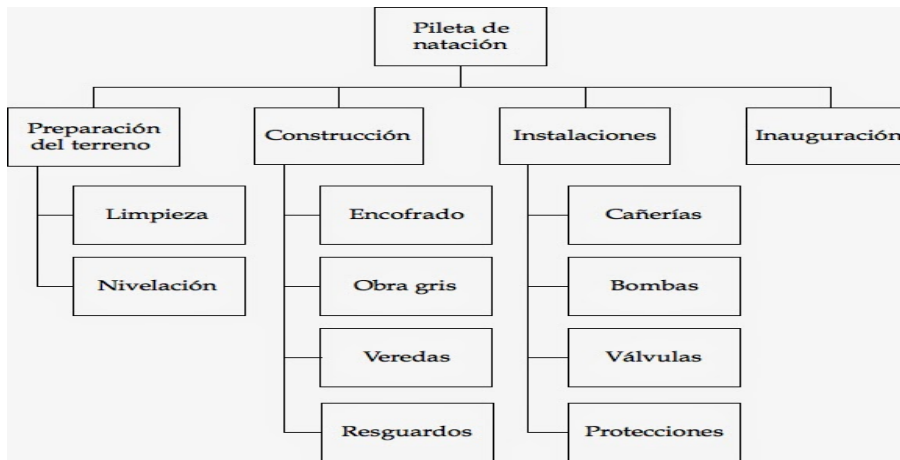 Pileta de
natación
Preparación
del terreno
Construcción
Instalaciones
Inauguración
Limpieza
Encofrado
Cañerías
Nivelación
Obra gris
Bombas
Veredas
Válvulas
Resguardos
Protecciones